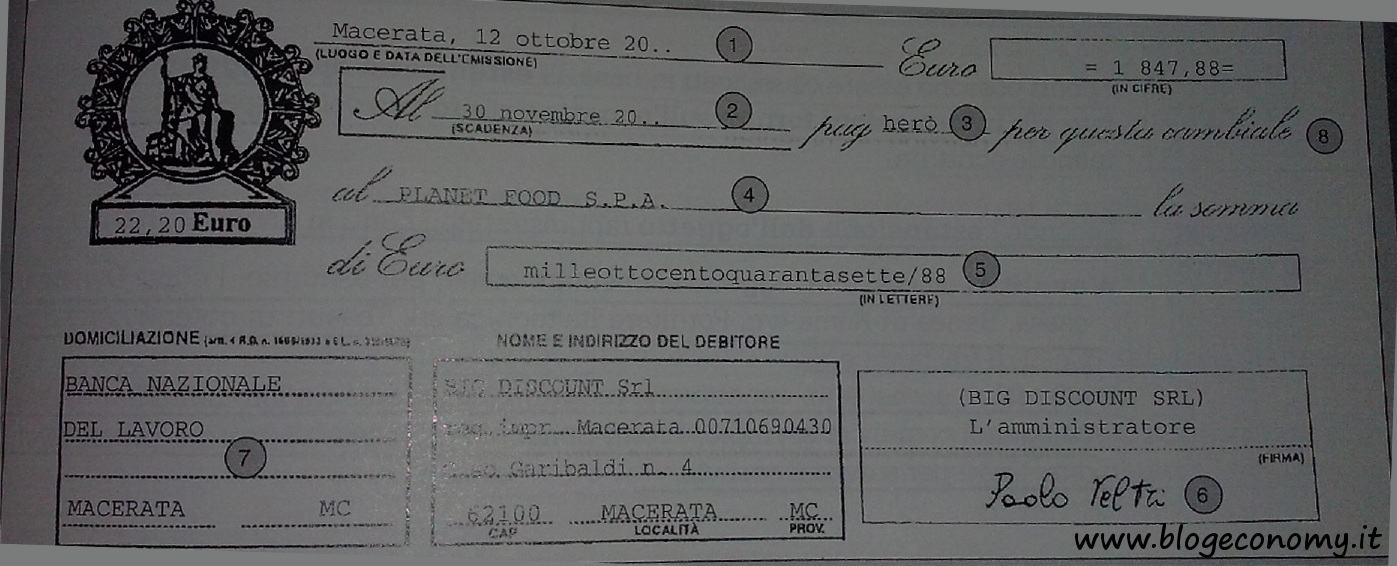 Macerata, 12 ottobre 20.. 1
(LUOGO E DATA DELL'EMISSIONE)
Euro = 1 847,88=
(IN CIFRE)
Al 30 novembre 20.. 2
(SCADENZA)
pag herò 3 per questa cambiale 8
al PLANET FOOD S.P.A. 4 la somma
22,20 Euro
di Euro milleottocentoquarantasette/88 5
(IN LETTERE)
DOMICILIAZIONE
BANCA NAZIONALE
DEL LAVORO
7
MACERATA MC
NOME E INDIRIZZO DEL DEBITORE
BIG DISCOUNT Srl
impr. Macerata 00710690430
Garibaldi n. 4
62100 MACERATA MC
CAP LOCALITÀ PROV.
(BIG DISCOUNT SRL)
L'amministratore
(FIRMA)
Paolo Feltri 6
www.blogeconomy.it